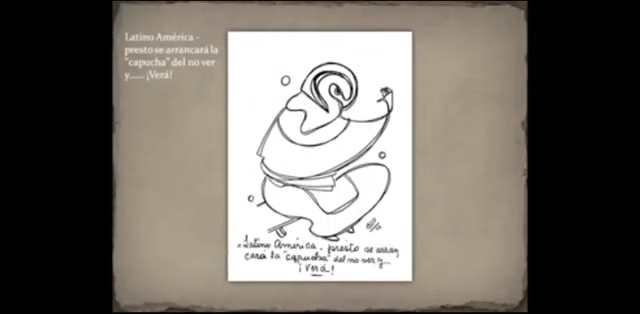 Latino América -
presto se arrancará la
"capucha" del no ver
y...... ¡Verá!
"Latino América - presto se arran
cará la "capucha" del no ver y...
¡Verá!